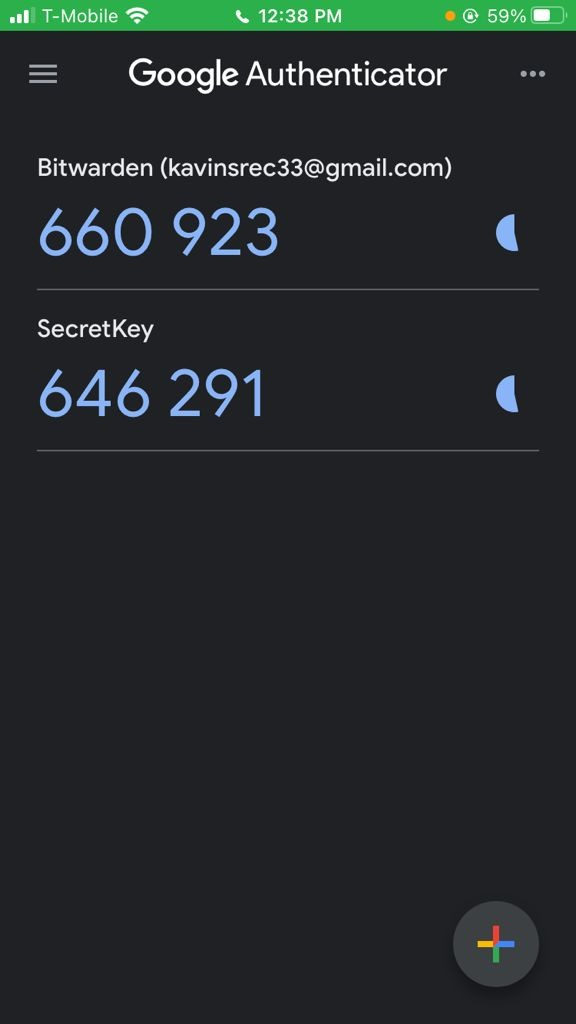 T-Mobile 12:38 PM 59%
Google Authenticator
Bitwarden (kavinsrec33@gmail.com)
660 923
SecretKey
646 291